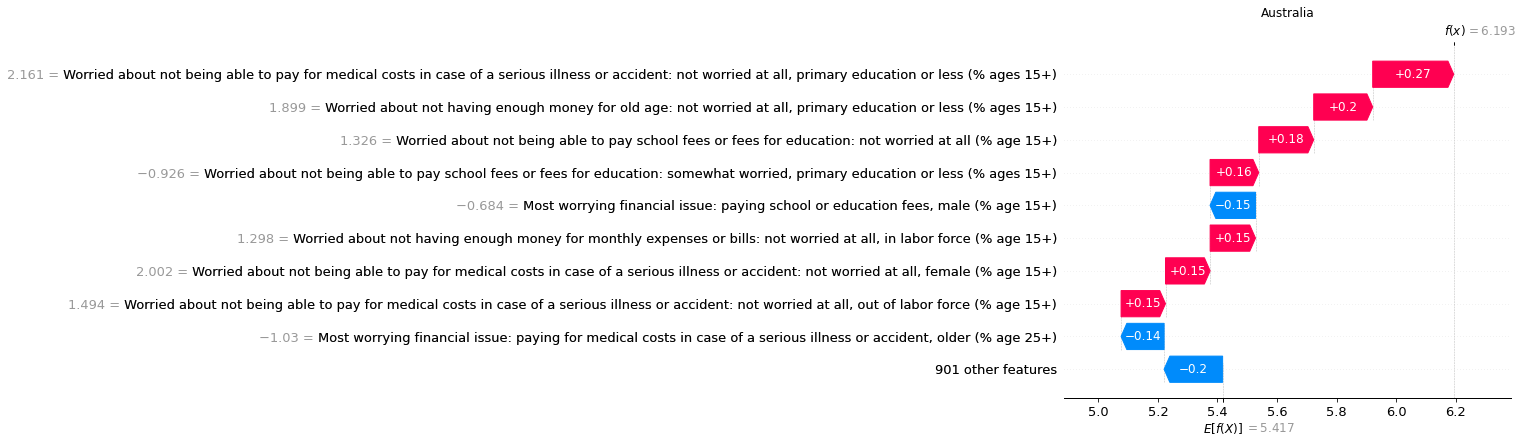 Australia
f(x) = 6.193
2.161 = Worried about not being able to pay for medical costs in case of a serious illness or accident: not worried at all, primary education or less (% ages 15+)
+0.27
1.899 = Worried about not having enough money for old age: not worried at all, primary education or less (% ages 15+)
+0.2
1.326 = Worried about not being able to pay school fees or fees for education: not worried at all (% age 15+)
+0.18
−0.926 = Worried about not being able to pay school fees or fees for education: somewhat worried, primary education or less (% ages 15+)
+0.16
−0.684 = Most worrying financial issue: paying school or education fees, male (% age 15+)
−0.15
1.298 = Worried about not having enough money for monthly expenses or bills: not worried at all, in labor force (% age 15+)
+0.15
2.002 = Worried about not being able to pay for medical costs in case of a serious illness or accident: not worried at all, female (% age 15+)
+0.15
1.494 = Worried about not being able to pay for medical costs in case of a serious illness or accident: not worried at all, out of labor force (% age 15+)
+0.15
−1.03 = Most worrying financial issue: paying for medical costs in case of a serious illness or accident, older (% age 25+)
−0.14
901 other features
−0.2
5.0 5.2 5.4 5.6 5.8 6.0 6.2
E[f(X)] = 5.417